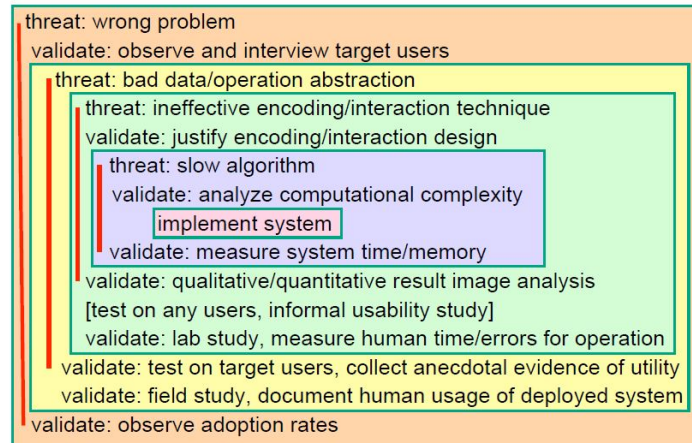 threat: wrong problem
validate: observe and interview target users
threat: bad data/operation abstraction
threat: ineffective encoding/interaction technique
validate: justify encoding/interaction design
threat: slow algorithm
validate: analyze computational complexity
implement system
validate: measure system time/memory
validate: qualitative/quantitative result image analysis
[test on any users, informal usability study]
validate: lab study, measure human time/errors for operation
validate: test on target users, collect anecdotal evidence of utility
validate: field study, document human usage of deployed system
validate: observe adoption rates